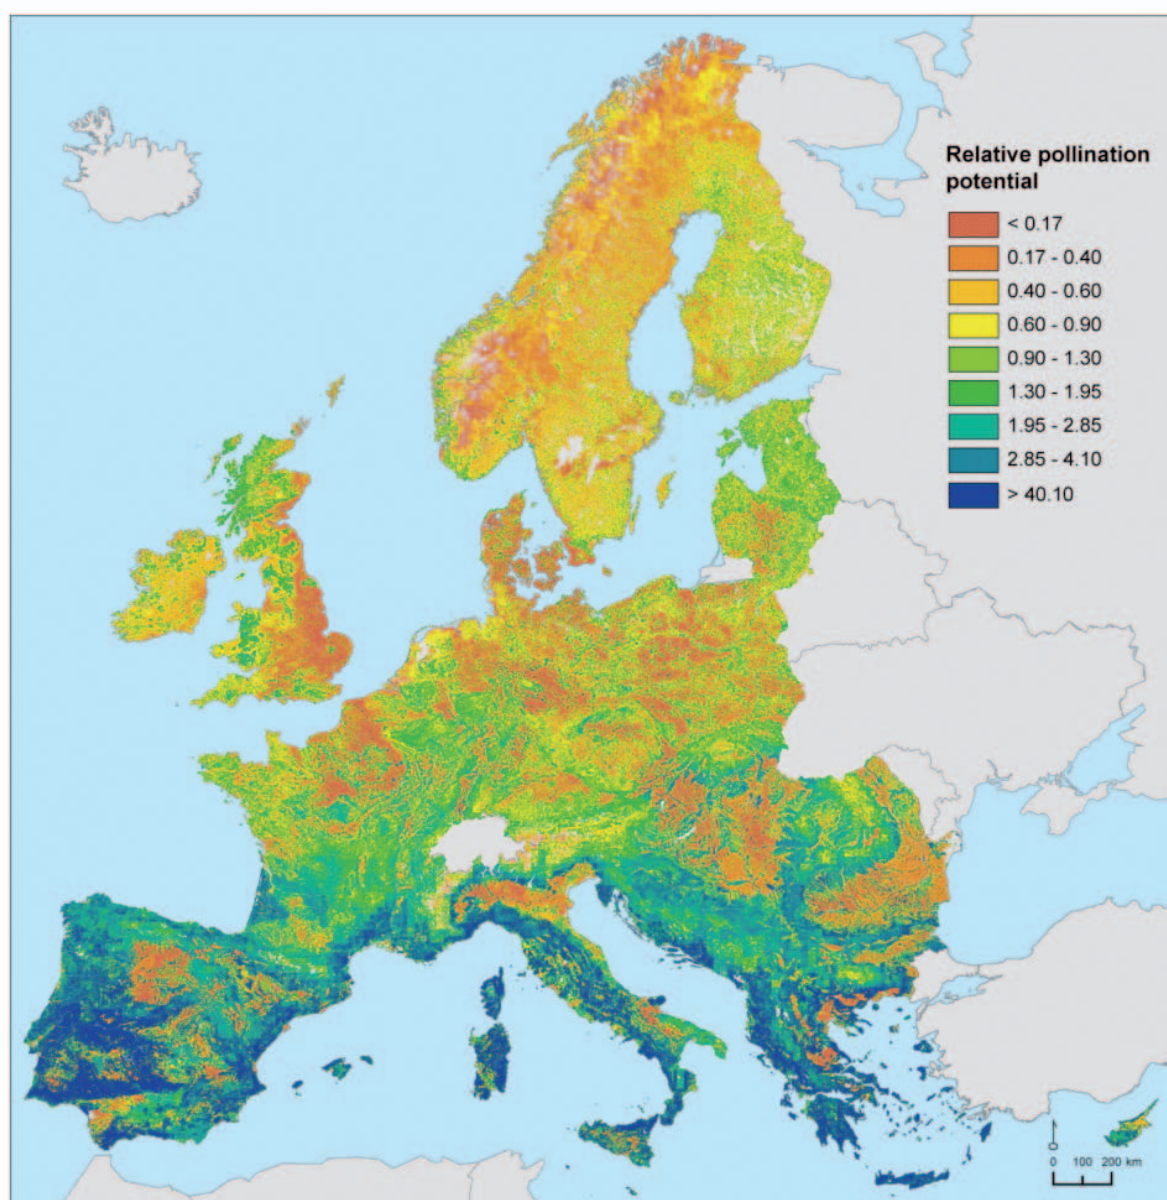 Relative pollination
potential
< 0.17
0.17 - 0.40
0.40 - 0.60
0.60 - 0.90
0.90 - 1.30
1.30 - 1.95
1.95 - 2.85
2.85 - 4.10
> 40.10
0 100 200 km